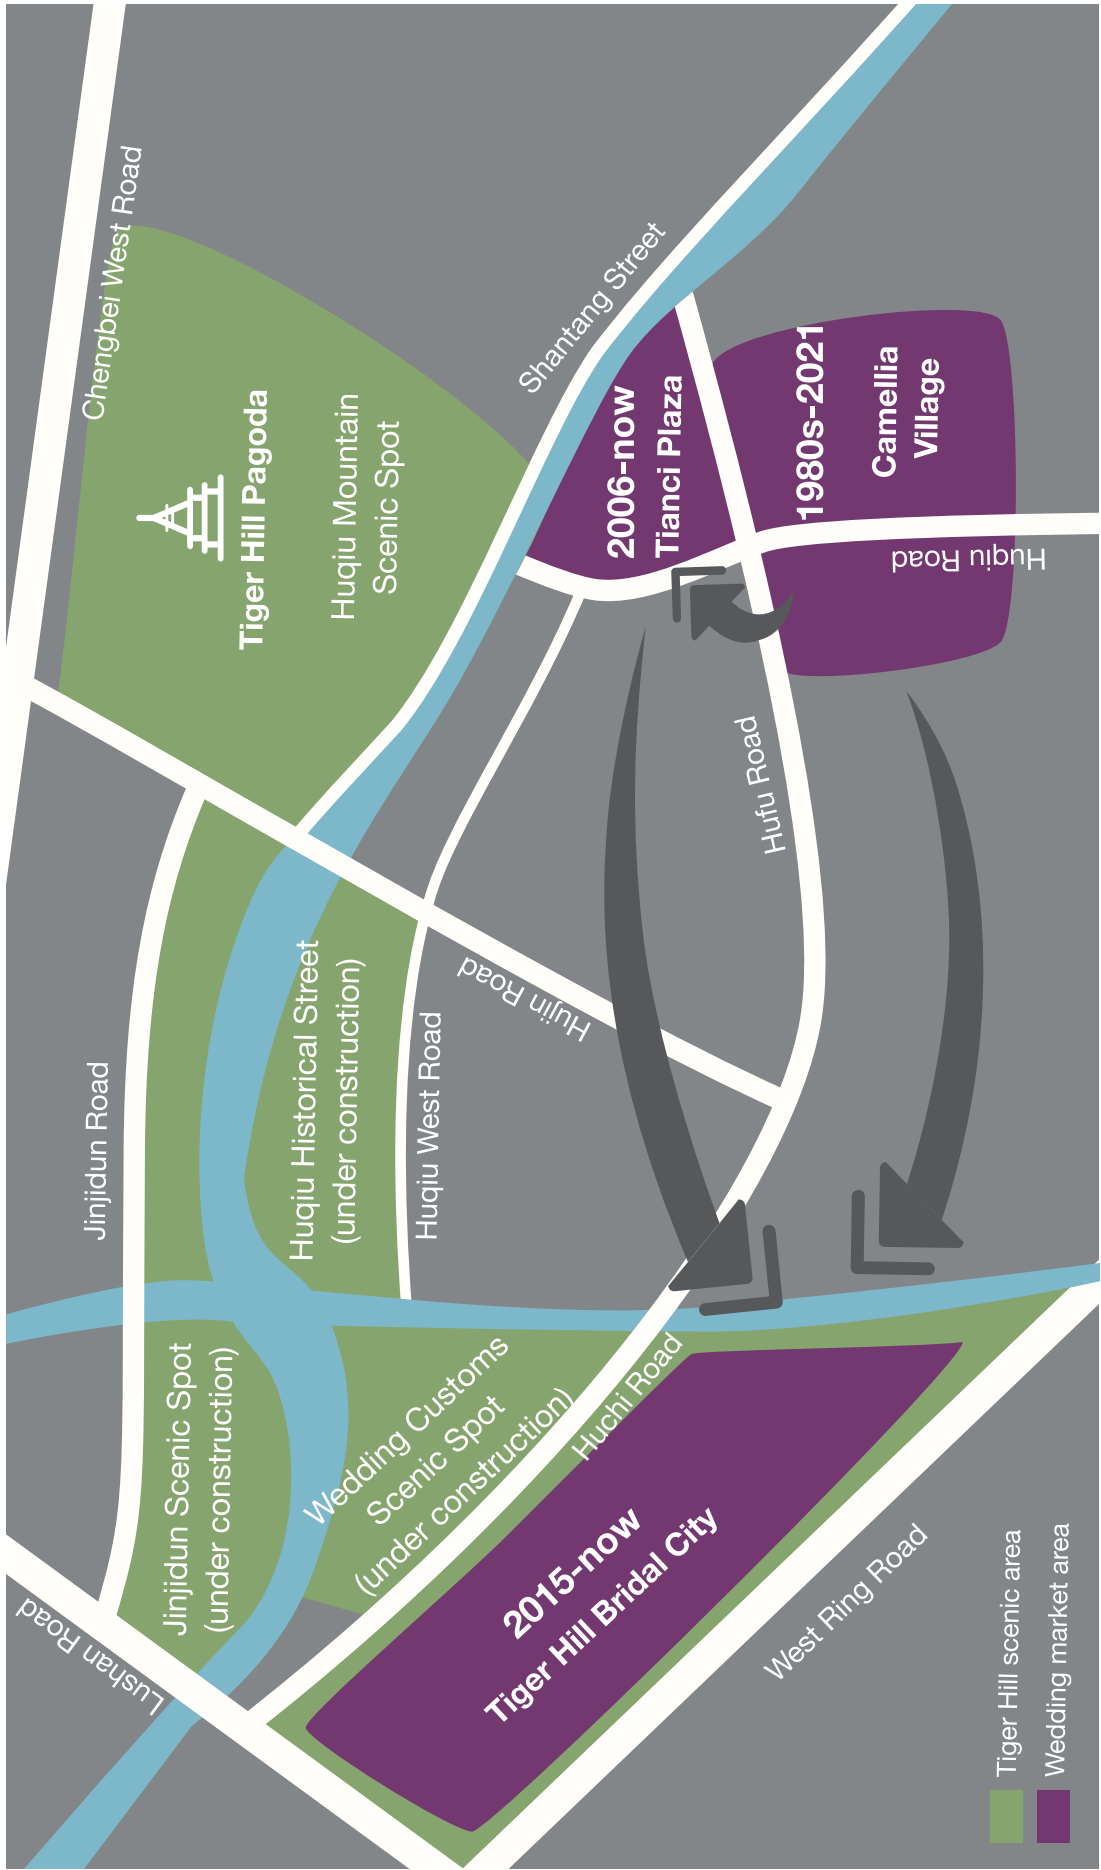 Chengbei West Road
Tiger Hill Pagoda
Huqiu Mountain
Scenic Spot
Shantang Street
2006-now
Tianci Plaza
1980s-2021
Camellia
Village
Huqiu Road
Hufu Road
Hujin Road
Jinjidun Road
Huqiu Historical Street
(under construction)
Huqiu West Road
Jinjidun Scenic Spot
(under construction)
Wedding Customs
Scenic Spot
(under construction)
Huchi Road
Lushan Road
2015-now
Tiger Hill Bridal City
West Ring Road
Tiger Hill scenic area
Wedding market area